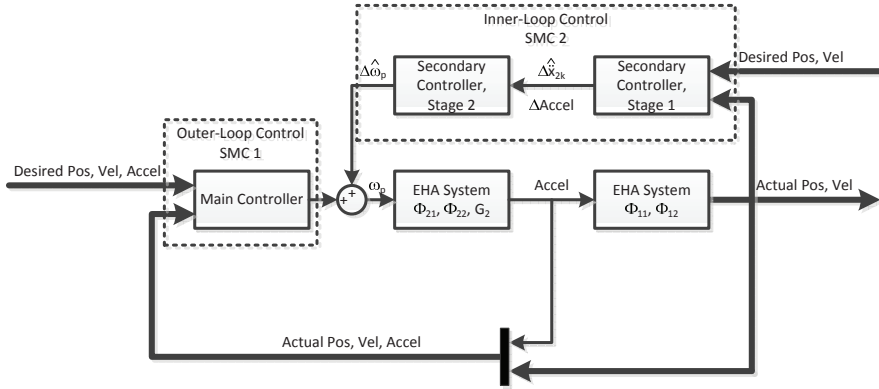 Inner-Loop Control
SMC 2
Desired Pos, Vel
Secondary
Controller,
Stage 2
Secondary
Controller,
Stage 1
Δω̂ₚ
Δx̂̇₂ₖ
ΔAccel
Outer-Loop Control
SMC 1
Desired Pos, Vel, Accel
Main Controller
+
+
ωₚ
EHA System
Φ₂₁, Φ₂₂, G₂
Accel
EHA System
Φ₁₁, Φ₁₂
Actual Pos, Vel
Actual Pos, Vel, Accel